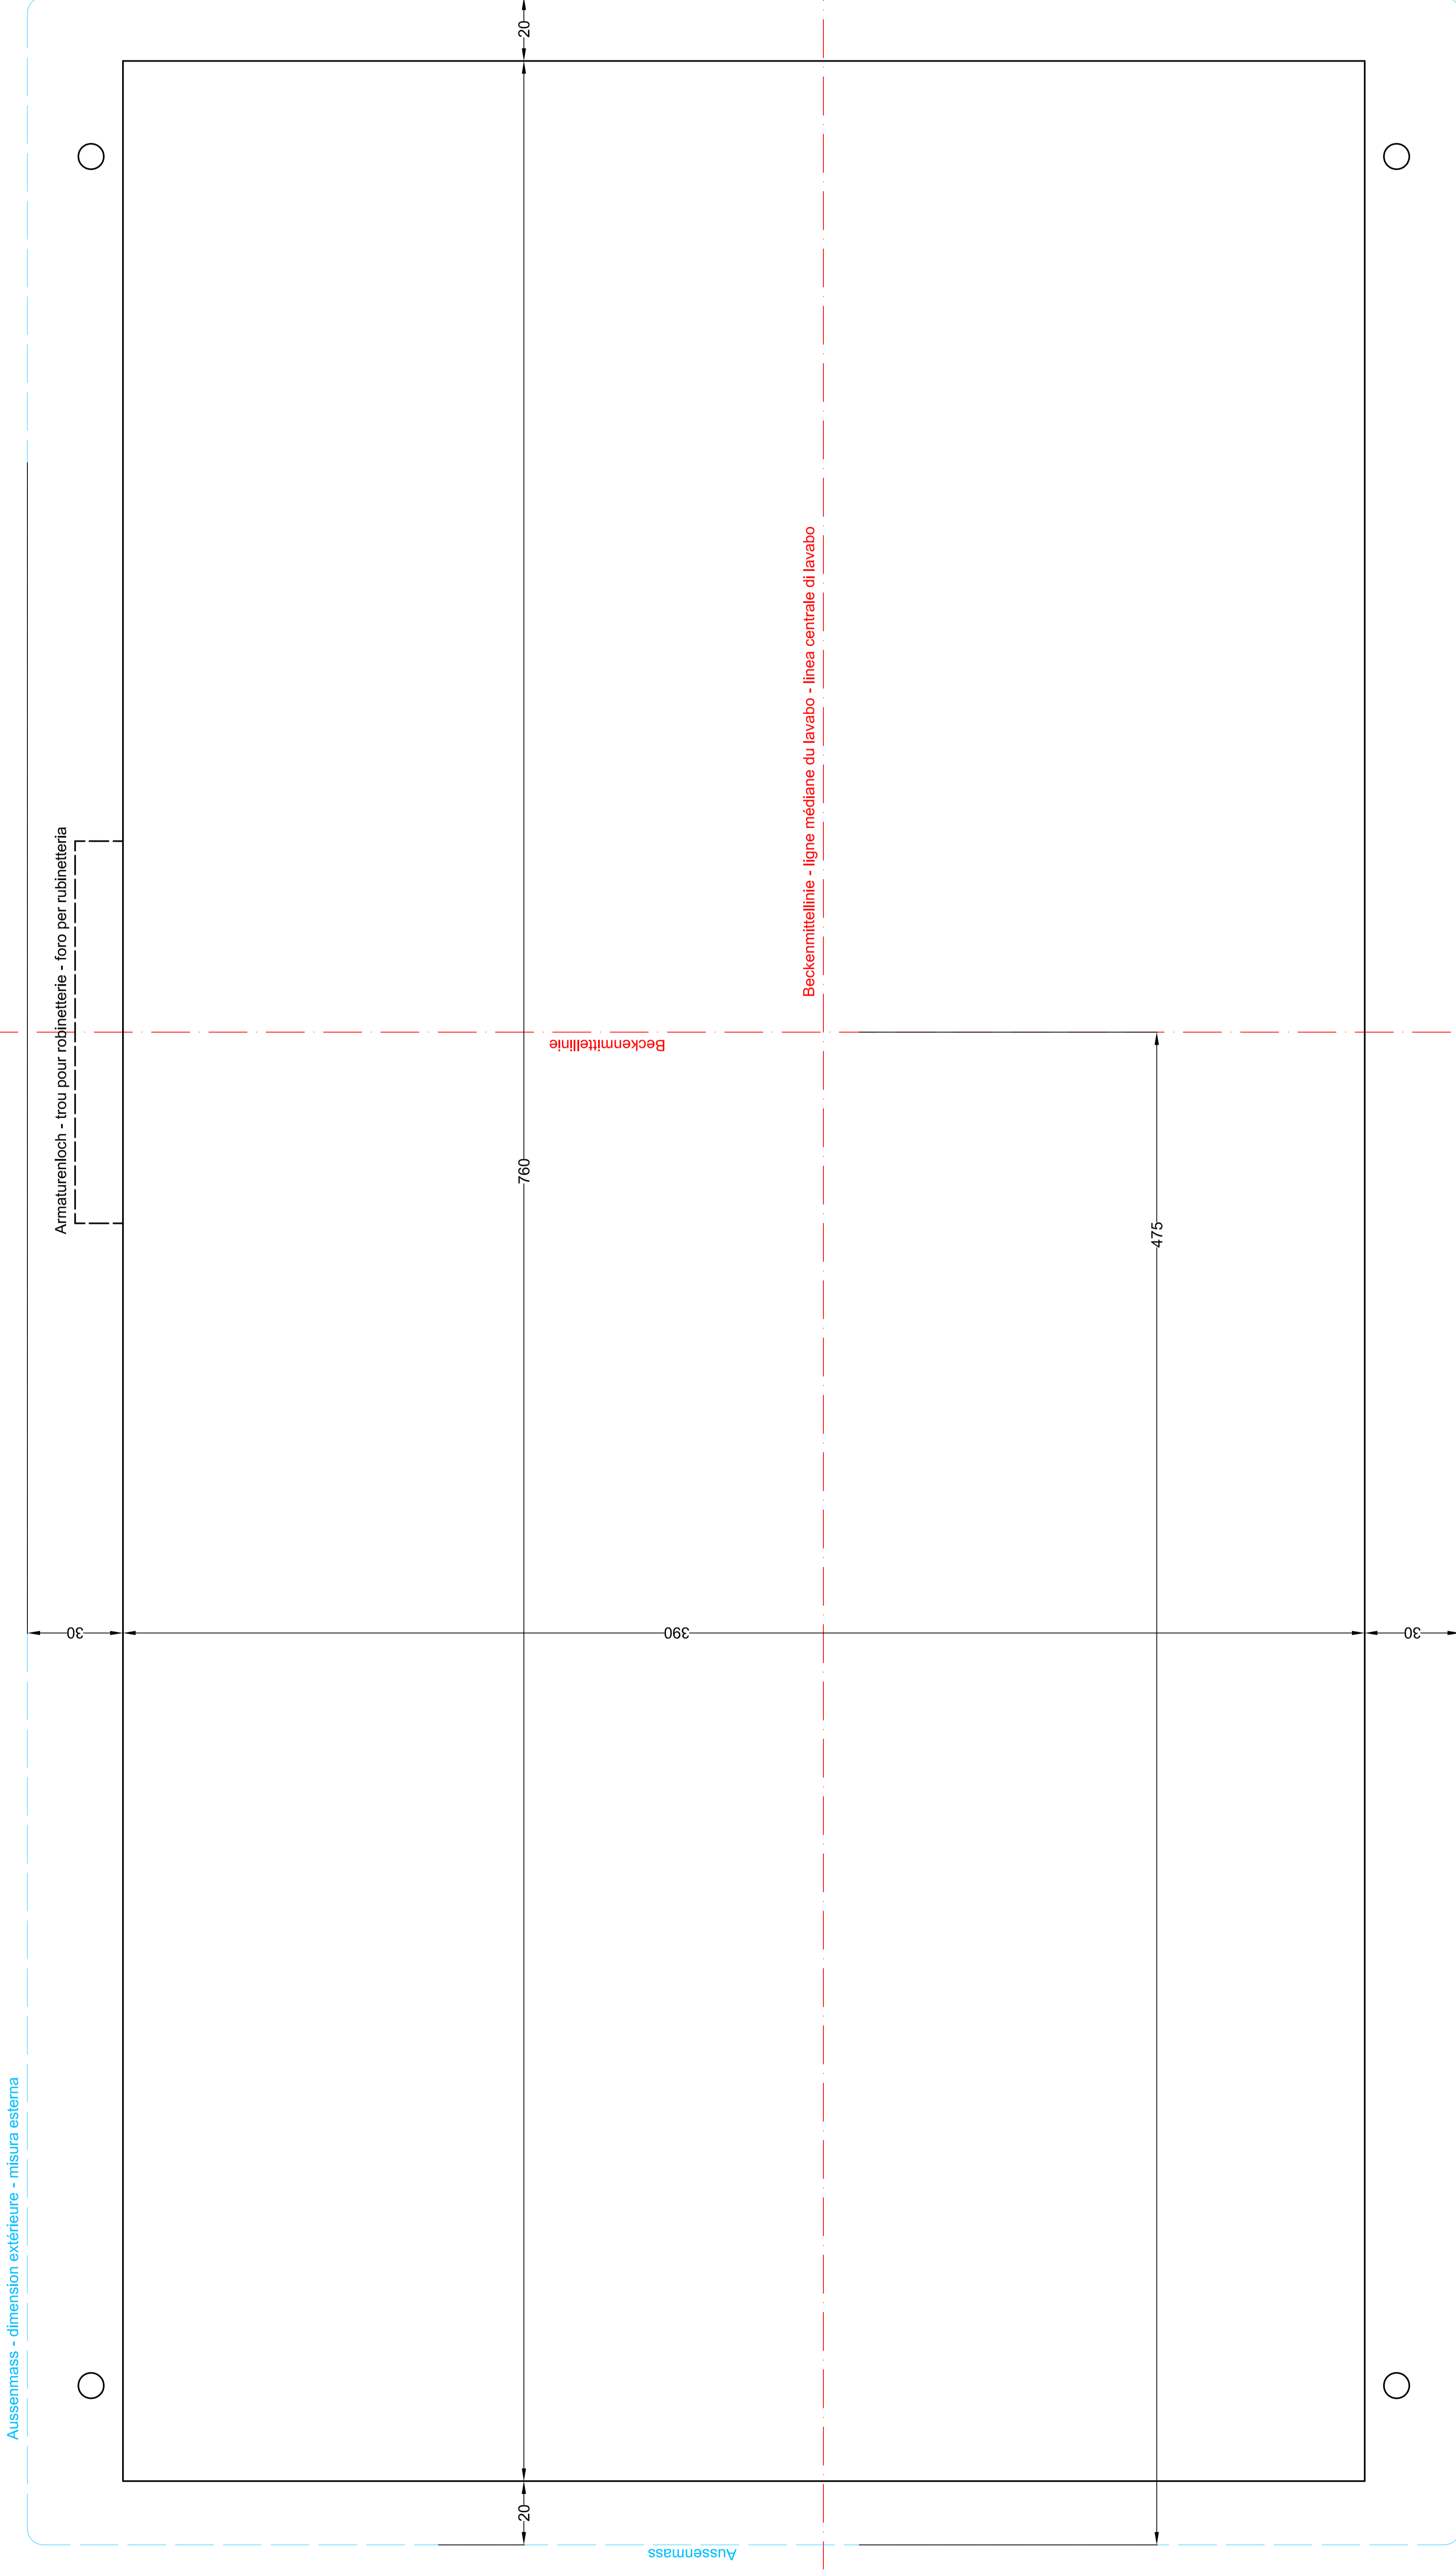 20
Beckenmittellinie - ligne médiane du lavabo - linea centrale di lavabo
Armaturenloch - trou pour robinetterie - foro per rubinetteria
Beckenmittellinie
760
475
30
390
30
Aussenmass - dimension extérieure - misura esterna
20
Aussenmass